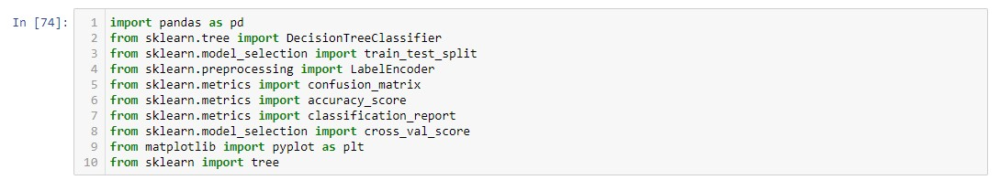 In [74]:
1 import pandas as pd
2 from sklearn.tree import DecisionTreeClassifier
3 from sklearn.model_selection import train_test_split
4 from sklearn.preprocessing import LabelEncoder
5 from sklearn.metrics import confusion_matrix
6 from sklearn.metrics import accuracy_score
7 from sklearn.metrics import classification_report
8 from sklearn.model_selection import cross_val_score
9 from matplotlib import pyplot as plt
10 from sklearn import tree